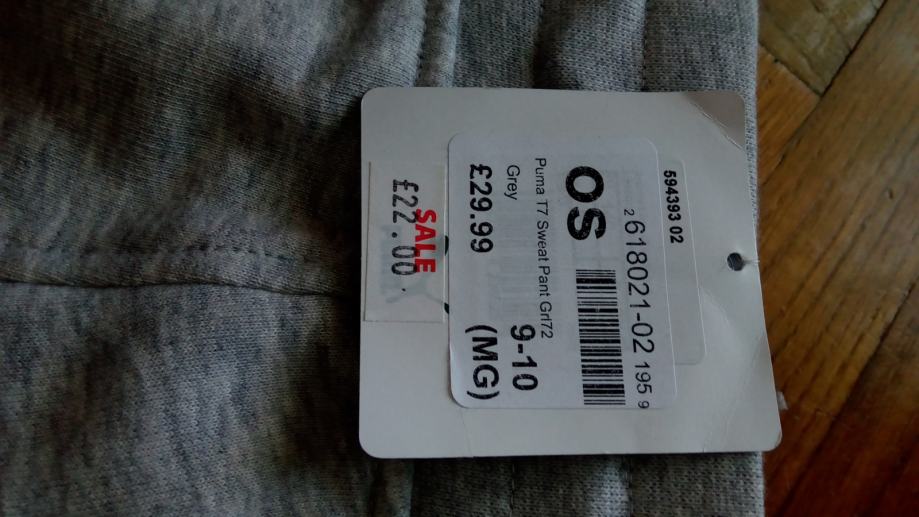 594393 02
2 618021-02 195 9
OS
Puma T7 Sweat Pant Grl72
Grey
9-10
£29.99
(MG)
SALE
£22.00.